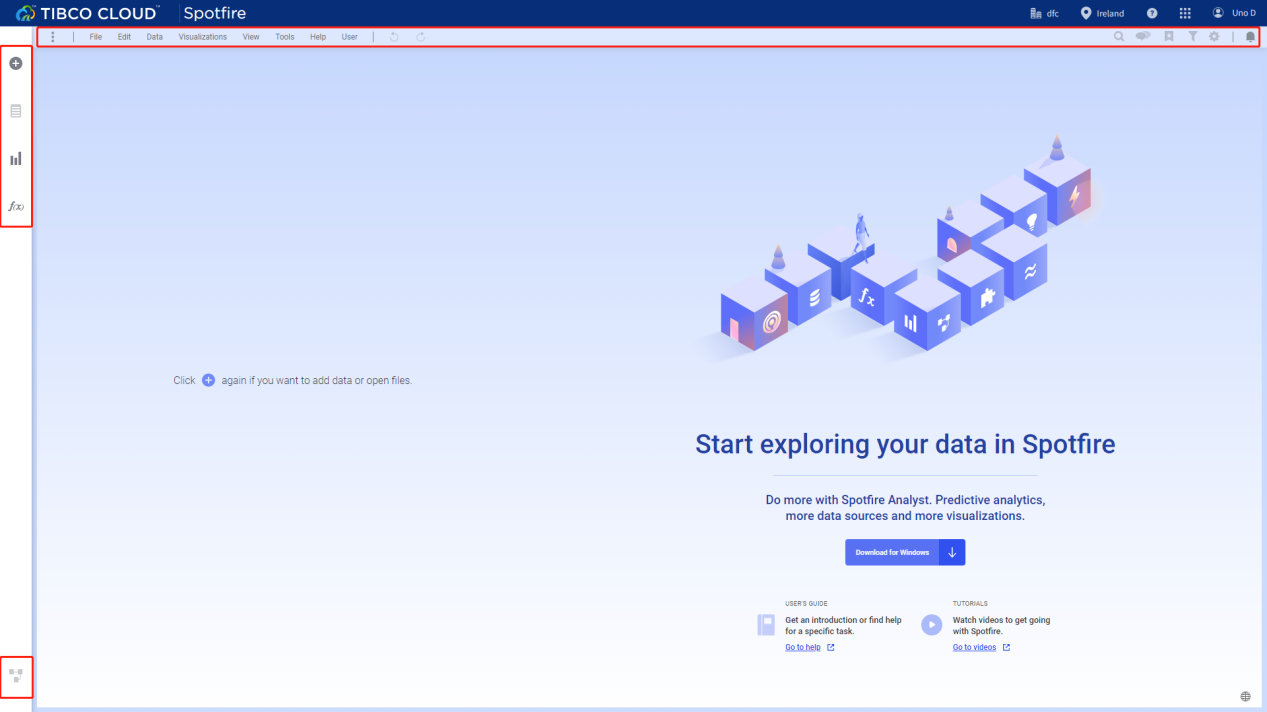 TIBCO CLOUD™ Spotfire dfc Ireland ? Uno D
File Edit Data Visualizations View Tools Help User
f(x)
fx
Click + again if you want to add data or open files.
Start exploring your data in Spotfire
Do more with Spotfire Analyst. Predictive analytics,
more data sources and more visualizations.
Download for Windows
USER'S GUIDE
Get an introduction or find help
for a specific task.
Go to help
TUTORIALS
Watch videos to get going
with Spotfire.
Go to videos